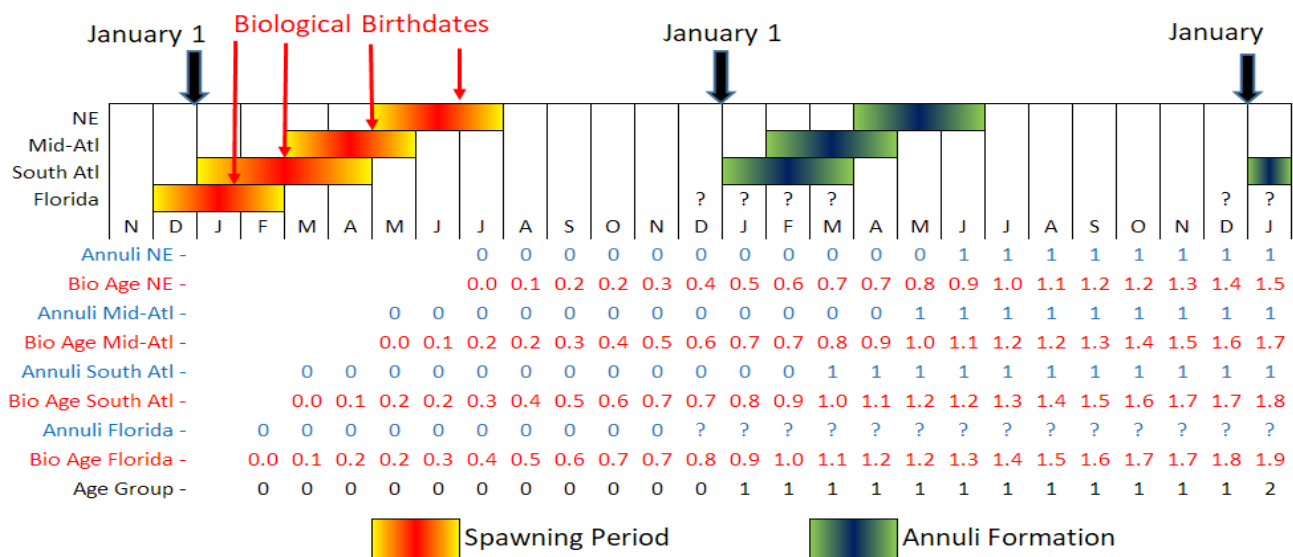 Biological Birthdates
January 1
January 1
January
NE
Mid-Atl
South Atl
Florida ? ? ? ? ? ?
N D J F M A M J J A S O N D J F M A M J J A S O N D J
Annuli NE - 0 0 0 0 0 0 0 0 0 0 0 1 1 1 1 1 1 1 1
Bio Age NE - 0.0 0.1 0.2 0.2 0.3 0.4 0.5 0.6 0.7 0.7 0.8 0.9 1.0 1.1 1.2 1.2 1.3 1.4 1.5
Annuli Mid-Atl - 0 0 0 0 0 0 0 0 0 0 0 0 1 1 1 1 1 1 1 1 1
Bio Age Mid-Atl - 0.0 0.1 0.2 0.2 0.3 0.4 0.5 0.6 0.7 0.7 0.8 0.9 1.0 1.1 1.2 1.2 1.3 1.4 1.5 1.6 1.7
Annuli South Atl - 0 0 0 0 0 0 0 0 0 0 0 0 1 1 1 1 1 1 1 1 1 1 1
Bio Age South Atl - 0.0 0.1 0.2 0.2 0.3 0.4 0.5 0.6 0.7 0.7 0.8 0.9 1.0 1.1 1.2 1.2 1.3 1.4 1.5 1.6 1.7 1.7 1.8
Annuli Florida - 0 0 0 0 0 0 0 0 0 0 ? ? ? ? ? ? ? ? ? ? ? ? ? ?
Bio Age Florida - 0.0 0.1 0.2 0.2 0.3 0.4 0.5 0.6 0.7 0.7 0.8 0.9 1.0 1.1 1.2 1.2 1.3 1.4 1.5 1.6 1.7 1.7 1.8 1.9
Age Group - 0 0 0 0 0 0 0 0 0 0 0 1 1 1 1 1 1 1 1 1 1 1 1 2
Spawning Period
Annuli Formation